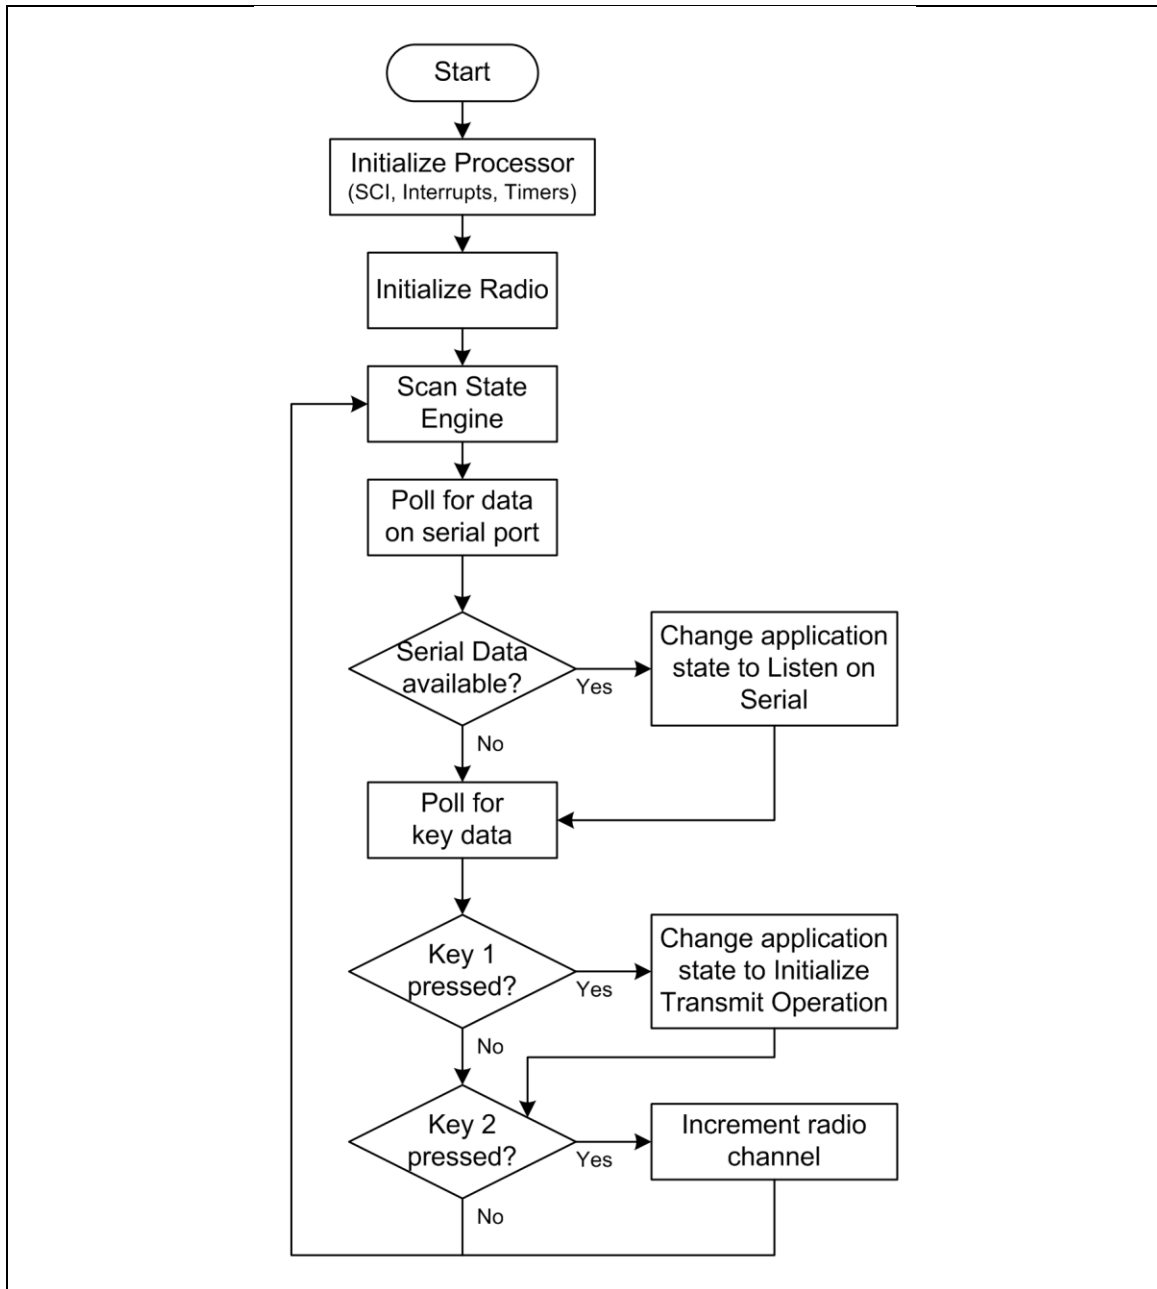 Start
Initialize Processor
(SCI, Interrupts, Timers)
Initialize Radio
Scan State
Engine
Poll for data
on serial port
Serial Data
available?
Yes
Change application
state to Listen on
Serial
No
Poll for
key data
Key 1
pressed?
Yes
Change application
state to Initialize
Transmit Operation
No
Key 2
pressed?
Yes
Increment radio
channel
No